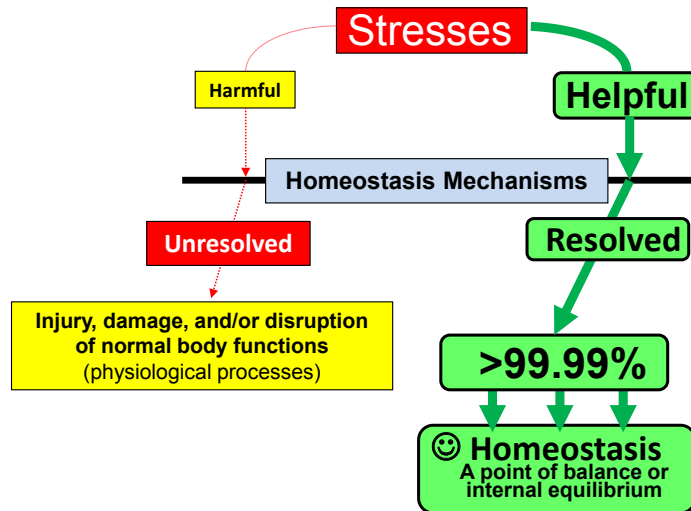 Stresses
Harmful
Helpful
Homeostasis Mechanisms
Unresolved
Resolved
Injury, damage, and/or disruption
of normal body functions
(physiological processes)
>99.99%
Homeostasis
A point of balance or
internal equilibrium